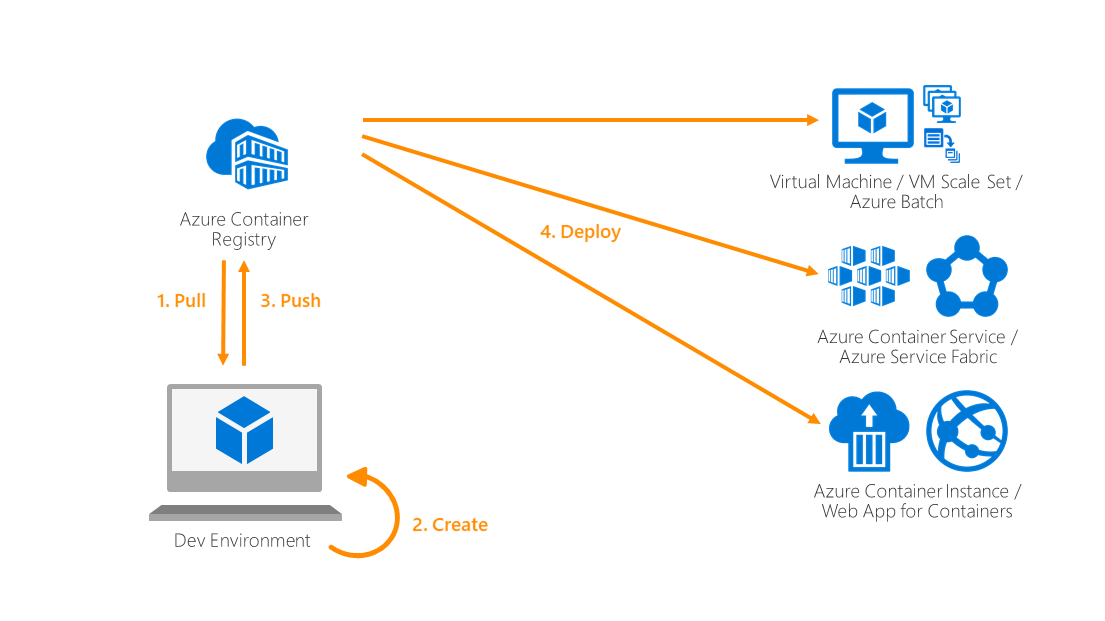 Azure Container
Registry
1. Pull
3. Push
Dev Environment
2. Create
4. Deploy
Virtual Machine / VM Scale Set /
Azure Batch
Azure Container Service /
Azure Service Fabric
Azure Container Instance /
Web App for Containers